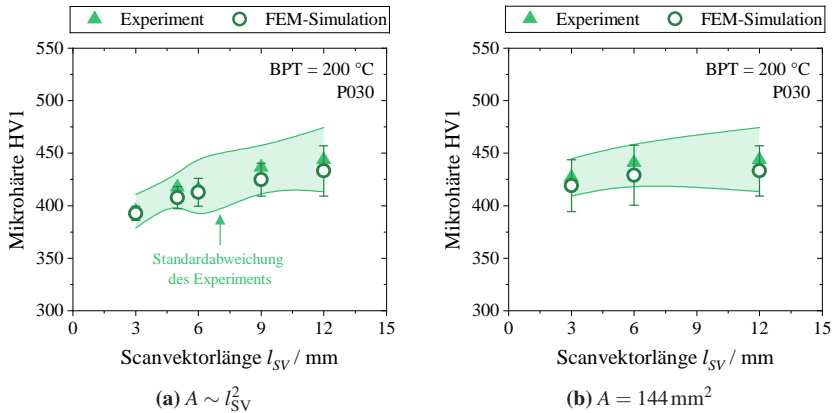 Experiment FEM-Simulation
550
500
450
400
350
300
Mikrohärte HV1
BPT = 200 °C
P030
Standardabweichung
des Experiments
0 3 6 9 12 15
Scanvektorlänge l_SV / mm
(a) A ∼ l²_SV
Experiment FEM-Simulation
550
500
450
400
350
300
Mikrohärte HV1
BPT = 200 °C
P030
0 3 6 9 12 15
Scanvektorlänge l_SV / mm
(b) A = 144 mm²